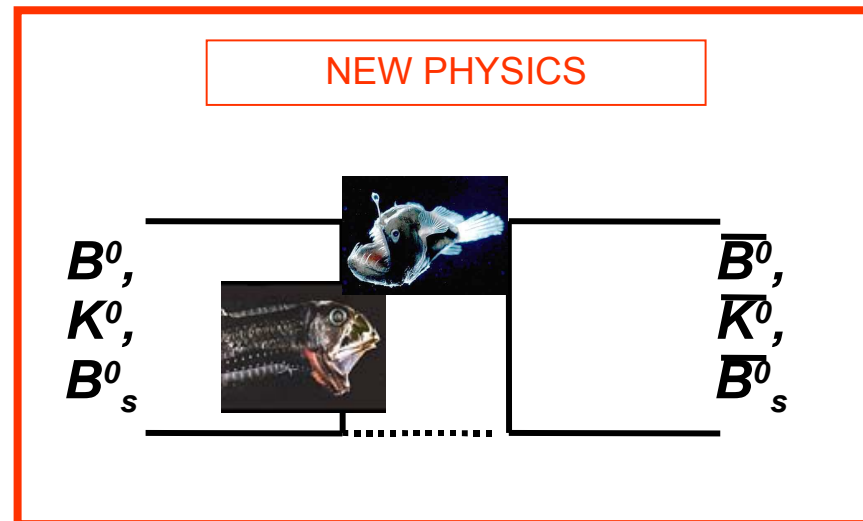 NEW PHYSICS
B⁰,
K⁰,
B⁰ₛ
B̅⁰,
K̅⁰,
B̅⁰ₛ